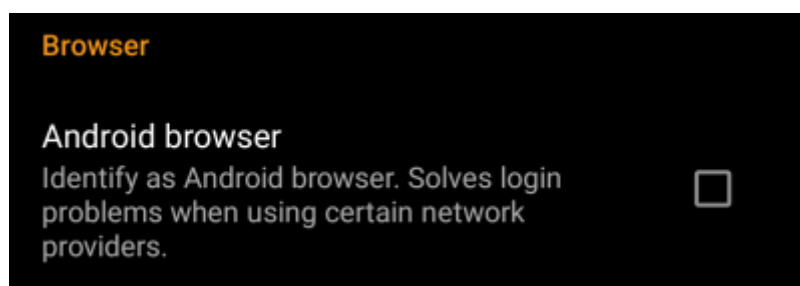 Browser
Android browser
Identify as Android browser. Solves login
problems when using certain network
providers.